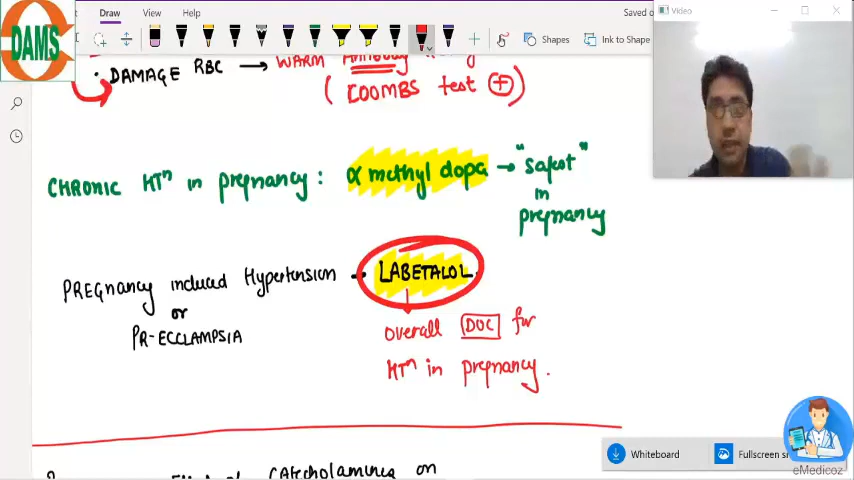 DAMS
Draw
View
Help
Saved o
Video
Shapes
Ink to Shape
DAMAGE RBC → WARM Antibody
( COOMBS test + )
CHRONIC HTn in pregnancy : α methyl dopa → "safest"
in
pregnancy
PREGNANCY induced Hypertension - LABETALOL
or
PR-ECCLAMPSIA
overall DOC for
HTn in pregnancy.
Whiteboard
Fullscreen s
eMedicoz
CATECHOLAMINES on